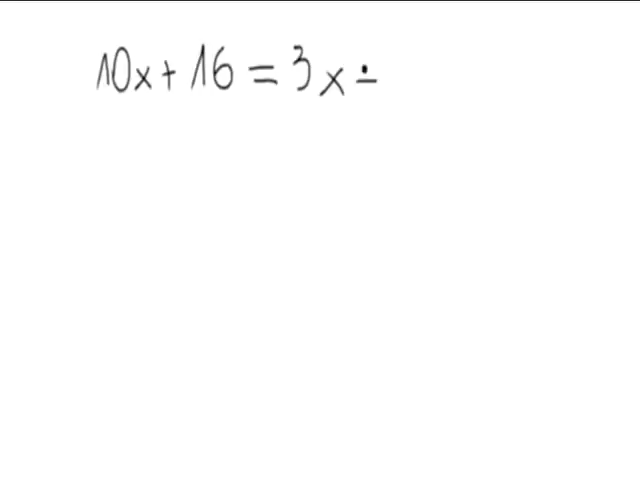 10x + 16 = 3x ∸